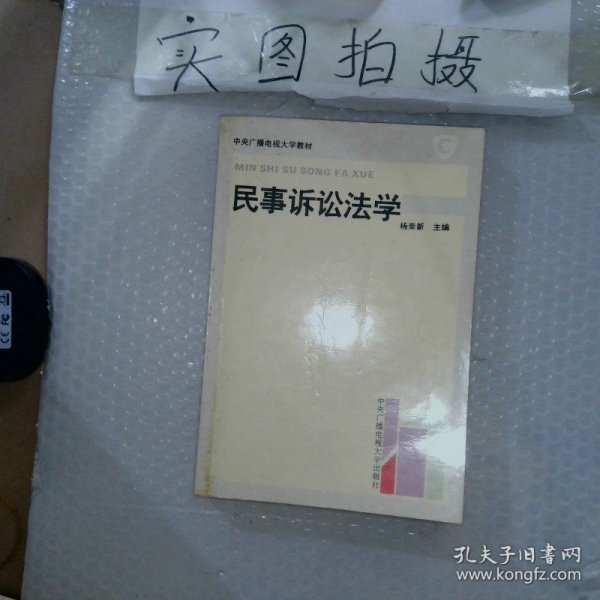 实图拍摄
中央广播电视大学教材
MIN SHI SU SONG FA XUE
民事诉讼法学
杨荣新 主编
中央广播电视大学出版社
CE FC
孔夫子旧书网
www.kongfz.com